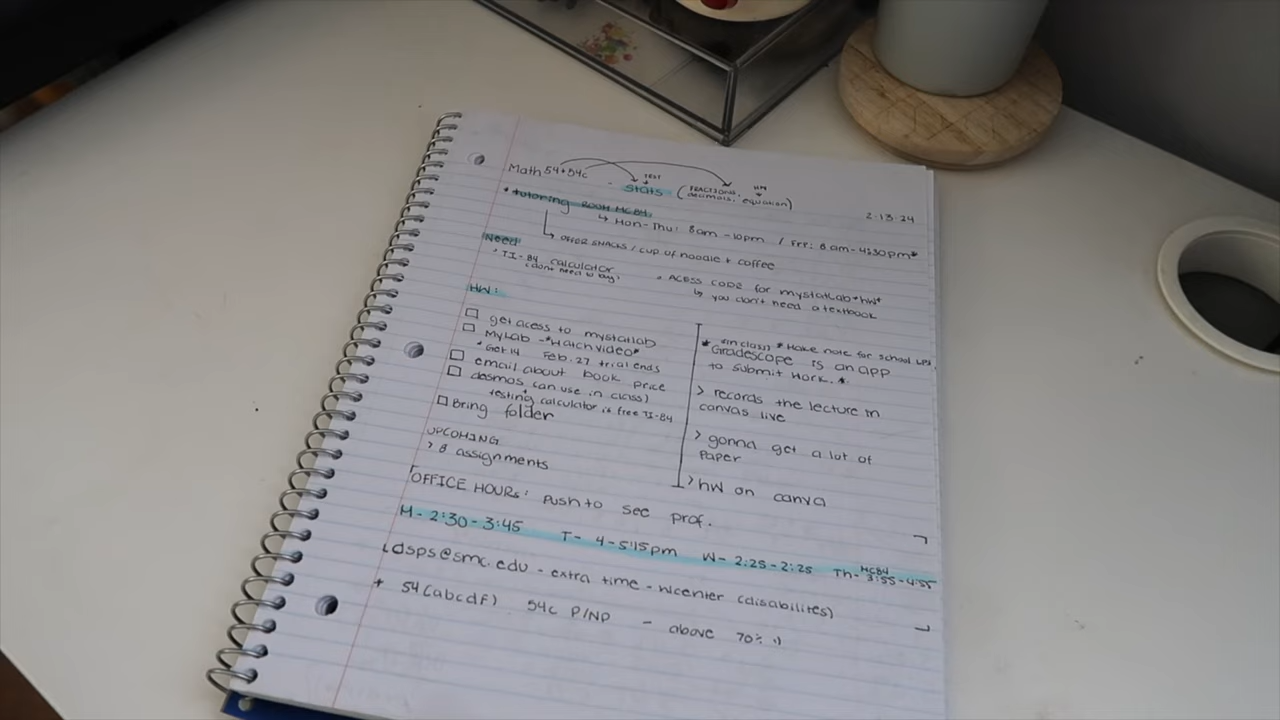 Math 54+54c - stats (FRACTIONS, decimals, equation)
TEST
2·13·24
* tutoring ROOM MC84
↳ Mon-Thu: 8am -10pm / Fri: 8am-4:30pm*
↳ OFFER SNACKS / CUP OF noodle + coffee
Need
* TI-84 calculator
(don't need to buy)
* ACESS CODE for mystatlab *hw*
↳ you don't need a textbook
HW:
☐ get acess to mystatlab
☐ MyLab - *Watch video*
* Get 14 Feb. 27 trial ends
☐ email about book price
☐ desmos can use in class)
testing calculator is free TI-84
☐ Bring folder
* in class * Make note for school
Gradescope is an app
to submit work. *
> records the lecture in
canvas live
> gonna get a lot of
Paper
> hw on canva
UPCOMING
> 8 assignments
OFFICE HOURS: push to see prof.
M- 2:30-3:45 T- 4-5:15pm W- 2:25-2:25 Th- 3:55-4:55
MC84
dsps@smc.edu - extra time - (disabilites)
* 54(abcdf) 54c P/NP - above 70% :)